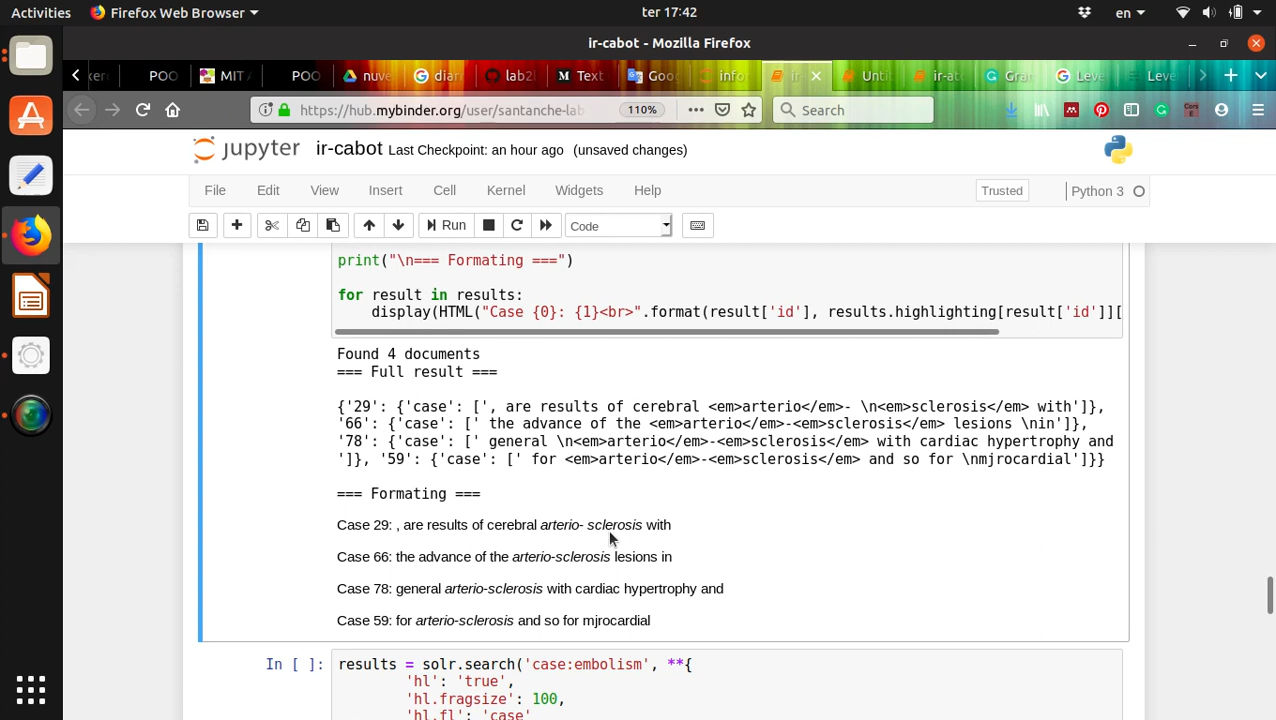 Activities
Firefox Web Browser
ter 17:42
en
ir-cabot - Mozilla Firefox
POO
MIT
POO
nuve
diar
lab2
Text
Goo
info
ir-
Unti
ir-at
Gra
Leve
Leve
https://hub.mybinder.org/user/santanche-lab
110%
Search
jupyter
ir-cabot
Last Checkpoint: an hour ago
(unsaved changes)
File
Edit
View
Insert
Cell
Kernel
Widgets
Help
Trusted
Python 3
Run
Code
print("\n=== Formating ===")
for result in results:
display(HTML("Case {0}: {1}<br>".format(result['id'], results.highlighting[result['id']][
Found 4 documents
=== Full result ===
{'29': {'case': [', are results of cerebral <em>arterio</em>- \n<em>sclerosis</em> with']},
'66': {'case': [' the advance of the <em>arterio</em>-<em>sclerosis</em> lesions \nin']},
'78': {'case': [' general \n<em>arterio</em>-<em>sclerosis</em> with cardiac hypertrophy and
']}, '59': {'case': [' for <em>arterio</em>-<em>sclerosis</em> and so for \nmjrocardial']}}
=== Formating ===
Case 29: , are results of cerebral arterio- sclerosis with
Case 66: the advance of the arterio-sclerosis lesions in
Case 78: general arterio-sclerosis with cardiac hypertrophy and
Case 59: for arterio-sclerosis and so for mjrocardial
In [ ]:
results = solr.search('case:embolism', **{
'hl': 'true',
'hl.fragsize': 100,
'hl.fl': 'case'